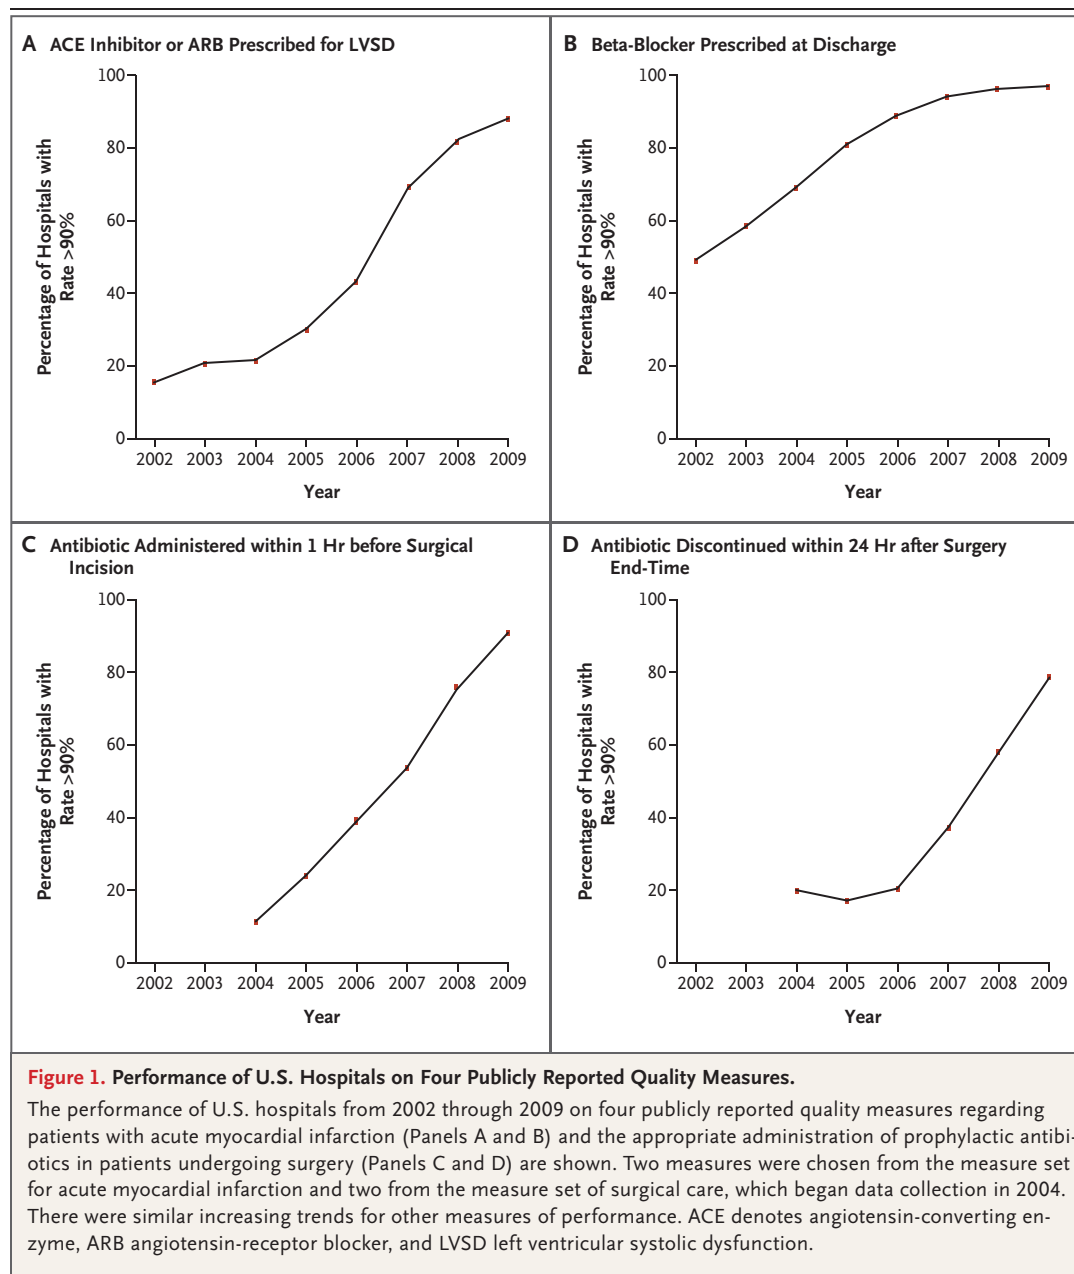 A ACE Inhibitor or ARB Prescribed for LVSD
Percentage of Hospitals with
Rate >90%
100
80
60
40
20
0
2002 2003 2004 2005 2006 2007 2008 2009
Year
B Beta-Blocker Prescribed at Discharge
Percentage of Hospitals with
Rate >90%
100
80
60
40
20
0
2002 2003 2004 2005 2006 2007 2008 2009
Year
C Antibiotic Administered within 1 Hr before Surgical
Incision
Percentage of Hospitals with
Rate >90%
100
80
60
40
20
0
2002 2003 2004 2005 2006 2007 2008 2009
Year
D Antibiotic Discontinued within 24 Hr after Surgery
End-Time
Percentage of Hospitals with
Rate >90%
100
80
60
40
20
0
2002 2003 2004 2005 2006 2007 2008 2009
Year
Figure 1. Performance of U.S. Hospitals on Four Publicly Reported Quality Measures.
The performance of U.S. hospitals from 2002 through 2009 on four publicly reported quality measures regarding
patients with acute myocardial infarction (Panels A and B) and the appropriate administration of prophylactic antibi-
otics in patients undergoing surgery (Panels C and D) are shown. Two measures were chosen from the measure set
for acute myocardial infarction and two from the measure set of surgical care, which began data collection in 2004.
There were similar increasing trends for other measures of performance. ACE denotes angiotensin-converting en-
zyme, ARB angiotensin-receptor blocker, and LVSD left ventricular systolic dysfunction.